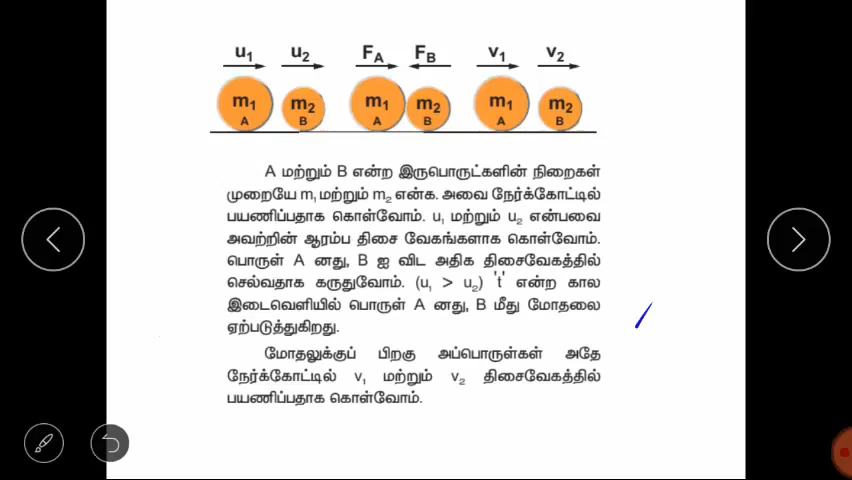 u₁ u₂ F_A F_B v₁ v₂
m₁ m₂ m₁ m₂ m₁ m₂
A B A B A B
A மற்றும் B என்ற இருபொருட்களின் நிறைகள்
முறையே m₁ மற்றும் m₂ என்க. அவை நேர்க்கோட்டில்
பயணிப்பதாக கொள்வோம். u₁ மற்றும் u₂ என்பவை
அவற்றின் ஆரம்ப திசை வேகங்களாக கொள்வோம்.
பொருள் A னது, B ஐ விட அதிக திசைவேகத்தில்
செல்வதாக கருதுவோம். (u₁ > u₂) 't' என்ற கால
இடைவெளியில் பொருள் A னது, B மீது மோதலை
ஏற்படுத்துகிறது.
மோதலுக்குப் பிறகு அப்பொருள்கள் அதே
நேர்க்கோட்டில் v₁ மற்றும் v₂ திசைவேகத்தில்
பயணிப்பதாக கொள்வோம்.